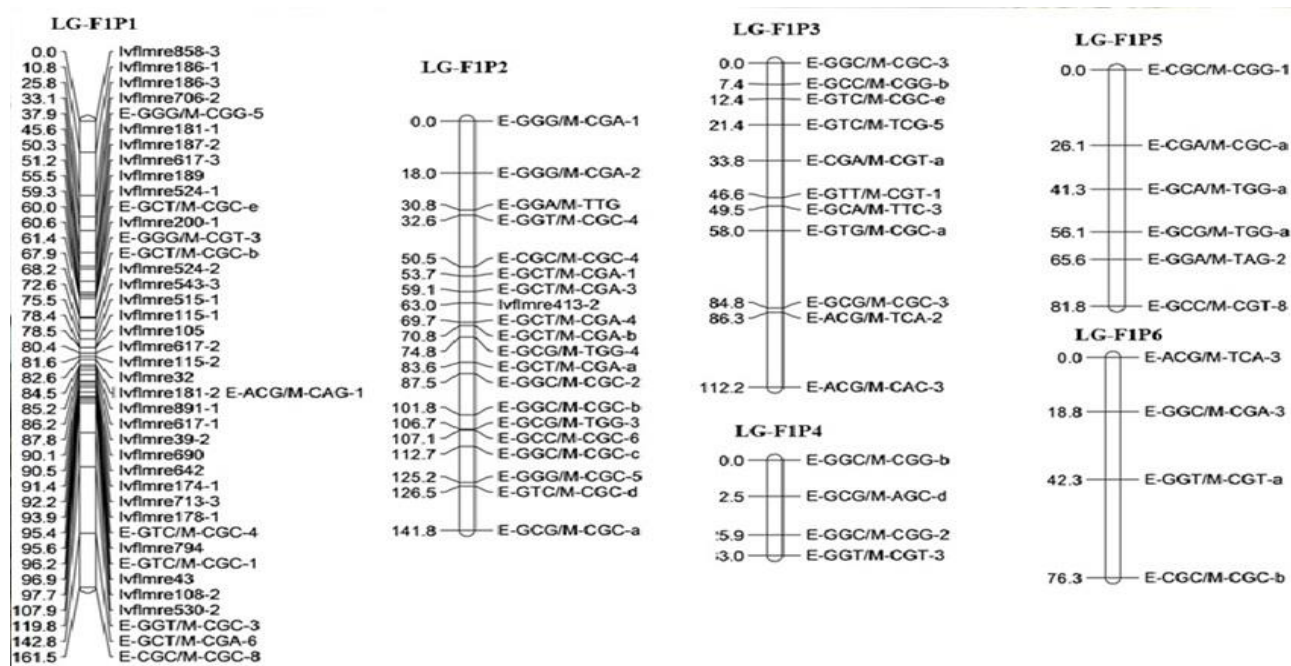 LG-F1P1
0.0 lvflmre858-3
10.8 lvflmre186-1
25.8 lvflmre186-3
33.1 lvflmre706-2
37.9 E-GGG/M-CGG-5
45.6 lvflmre181-1
50.3 lvflmre187-2
51.2 lvflmre617-3
55.5 lvflmre189
59.3 lvflmre524-1
60.0 E-GCT/M-CGC-e
60.6 lvflmre200-1
61.4 E-GGG/M-CGT-3
67.9 E-GCT/M-CGC-b
68.2 lvflmre524-2
72.6 lvflmre543-3
75.5 lvflmre515-1
78.4 lvflmre115-1
78.5 lvflmre105
80.4 lvflmre617-2
81.6 lvflmre115-2
82.6 lvflmre32
84.5 lvflmre181-2 E-ACG/M-CAG-1
85.2 lvflmre891-1
86.2 lvflmre617-1
87.8 lvflmre39-2
90.1 lvflmre690
90.5 lvflmre642
91.4 lvflmre174-1
92.2 lvflmre713-3
93.9 lvflmre178-1
95.4 E-GTC/M-CGC-4
95.6 lvflmre794
96.2 E-GTC/M-CGC-1
96.9 lvflmre43
97.7 lvflmre108-2
107.9 lvflmre530-2
119.8 E-GGT/M-CGC-3
142.8 E-GCT/M-CGA-6
161.5 E-CGC/M-CGC-8
LG-F1P2
0.0 E-GGG/M-CGA-1
18.0 E-GGG/M-CGA-2
30.8 E-GGA/M-TTG
32.6 E-GGT/M-CGC-4
50.5 E-CGC/M-CGC-4
53.7 E-GCT/M-CGA-1
59.1 E-GCT/M-CGA-3
63.0 lvflmre413-2
69.7 E-GCT/M-CGA-4
70.8 E-GCT/M-CGA-b
74.8 E-GCG/M-TGG-4
83.6 E-GCT/M-CGA-a
87.5 E-GGC/M-CGC-2
101.8 E-GGC/M-CGC-b
106.7 E-GCG/M-TGG-3
107.1 E-GCC/M-CGC-6
112.7 E-GGC/M-CGC-c
125.2 E-GGG/M-CGC-5
126.5 E-GTC/M-CGC-d
141.8 E-GCG/M-CGC-a
LG-F1P3
0.0 E-GGC/M-CGC-3
7.4 E-GCC/M-CGG-b
12.4 E-GTC/M-CGC-e
21.4 E-GTC/M-TCG-5
33.8 E-CGA/M-CGT-a
46.6 E-GTT/M-CGT-1
49.5 E-GCA/M-TTC-3
58.0 E-GTG/M-CGC-a
84.8 E-GCG/M-CGC-3
86.3 E-ACG/M-TCA-2
112.2 E-ACG/M-CAC-3
LG-F1P4
0.0 E-GGC/M-CGG-b
2.5 E-GCG/M-AGC-d
E-GGC/M-CGG-2
E-GGT/M-CGT-3
LG-F1P5
0.0 E-CGC/M-CGG-1
26.1 E-CGA/M-CGC-a
41.3 E-GCA/M-TGG-a
56.1 E-GCG/M-TGG-a
65.6 E-GGA/M-TAG-2
81.8 E-GCC/M-CGT-8
LG-F1P6
0.0 E-ACG/M-TCA-3
18.8 E-GGC/M-CGA-3
42.3 E-GGT/M-CGT-a
76.3 E-CGC/M-CGC-b